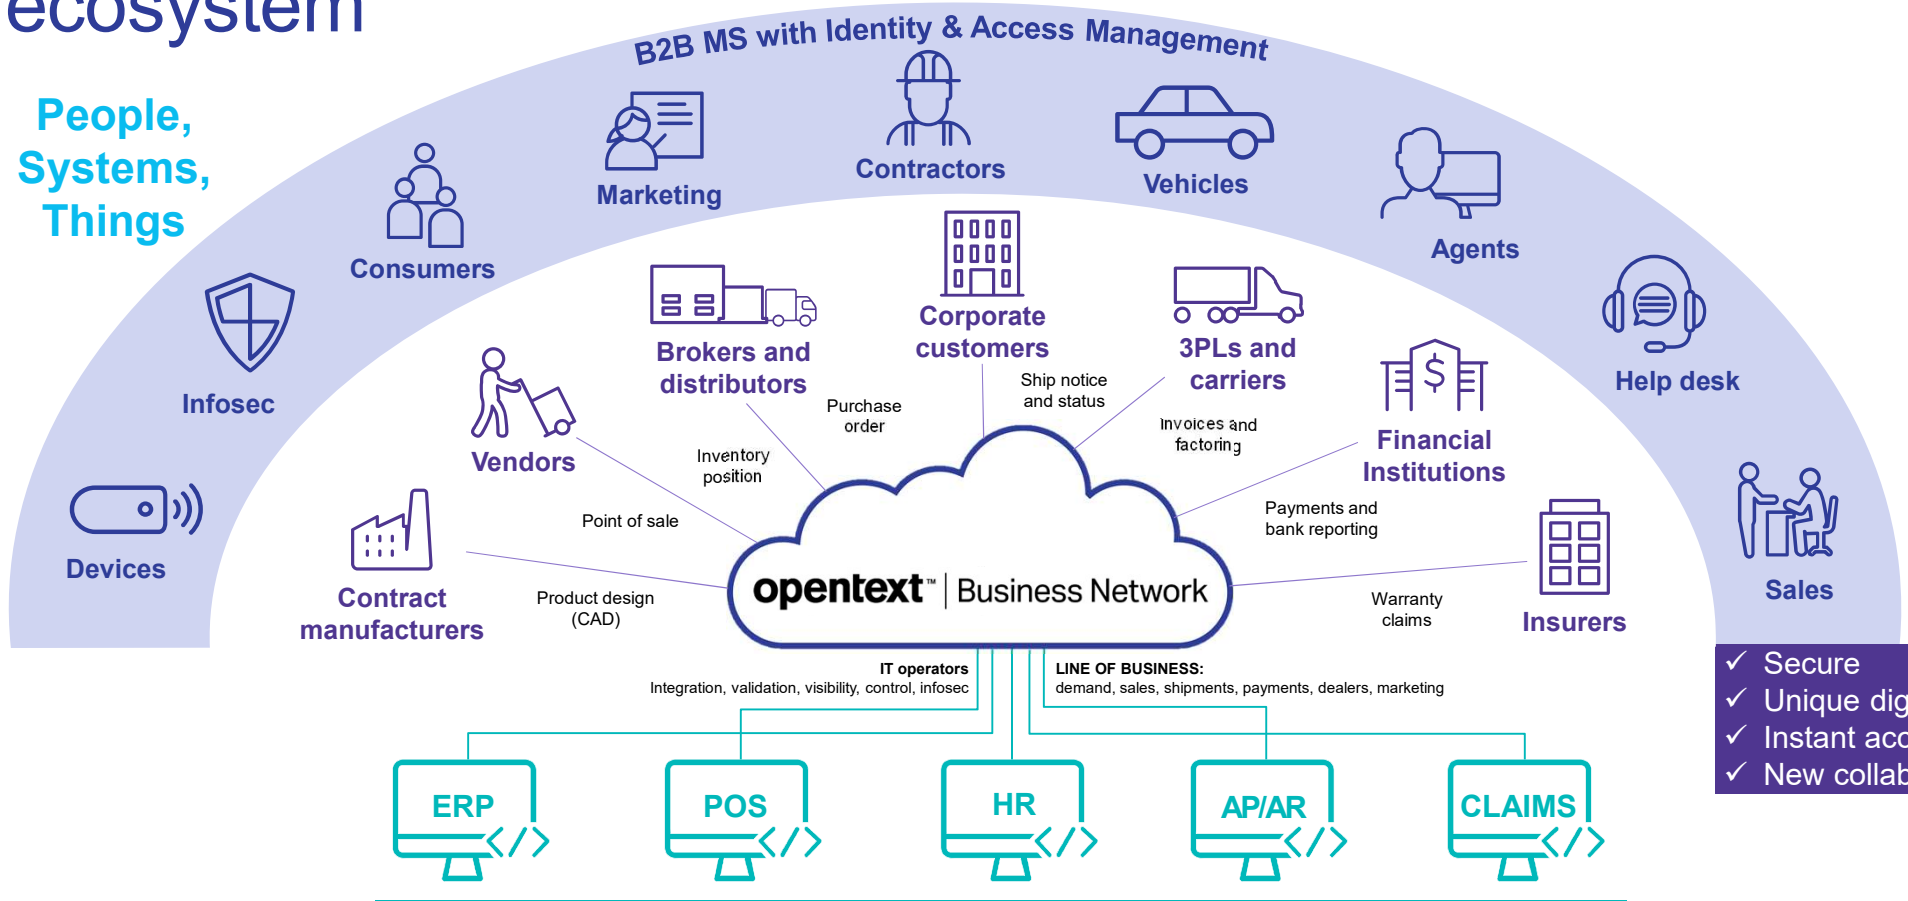 ecosystem
B2B MS with Identity & Access Management
People,
Systems,
Things
Contractors
Marketing
Vehicles
Consumers
Agents
Infosec
Help desk
Devices
Sales
Corporate
customers
Brokers and
distributors
3PLs and
carriers
Vendors
Financial
Institutions
Contract
manufacturers
Insurers
Ship notice
and status
Purchase
order
Invoices and
factoring
Inventory
position
Point of sale
Payments and
bank reporting
Product design
(CAD)
Warranty
claims
opentext™ | Business Network
IT operators
Integration, validation, visibility, control, infosec
LINE OF BUSINESS:
demand, sales, shipments, payments, dealers, marketing
✓ Secure
✓ Unique
✓ Instant
✓ New
ERP
POS
HR
AP/AR
CLAIMS